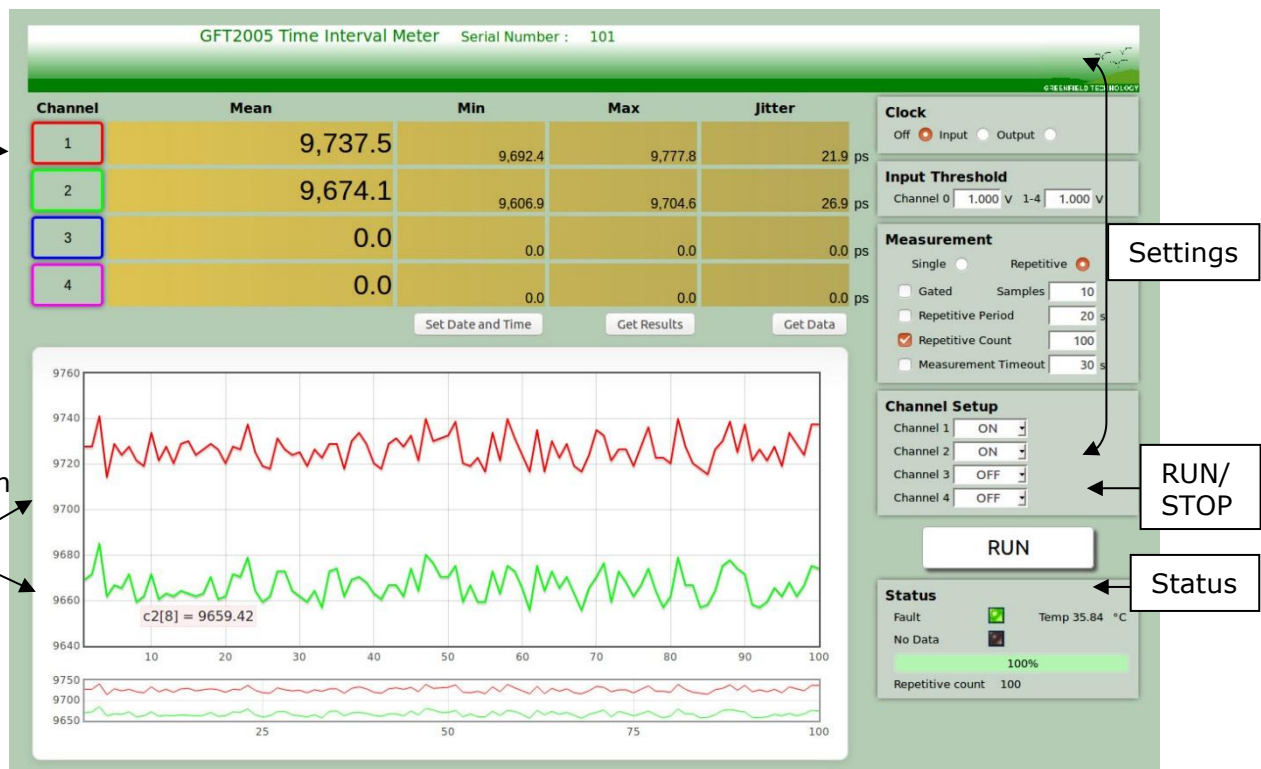 GFT2005 Time Interval Meter Serial Number : 101
GREENFIELD TECHNOLOGY
Channel Mean Min Max Jitter
1 9,737.5 9,692.4 9,777.8 21.9 ps
2 9,674.1 9,606.9 9,704.6 26.9 ps
3 0.0 0.0 0.0 0.0 ps
4 0.0 0.0 0.0 0.0 ps
Set Date and Time Get Results Get Data
Clock
Off Input Output
Input Threshold
Channel 0 1.000 V 1-4 1.000 V
Measurement
Single Repetitive
Gated Samples 10
Repetitive Period 20 s
Repetitive Count 100
Measurement Timeout 30 s
Channel Setup
Channel 1 ON
Channel 2 ON
Channel 3 OFF
Channel 4 OFF
RUN
Status
Fault Temp 35.84 °C
No Data
100%
Repetitive count 100
Settings
RUN/
STOP
Status
n
9760
9740
9720
9700
9680
9660
9640
c2[8] = 9659.42
10 20 30 40 50 60 70 80 90 100
9750
9700
9650
25 50 75 100